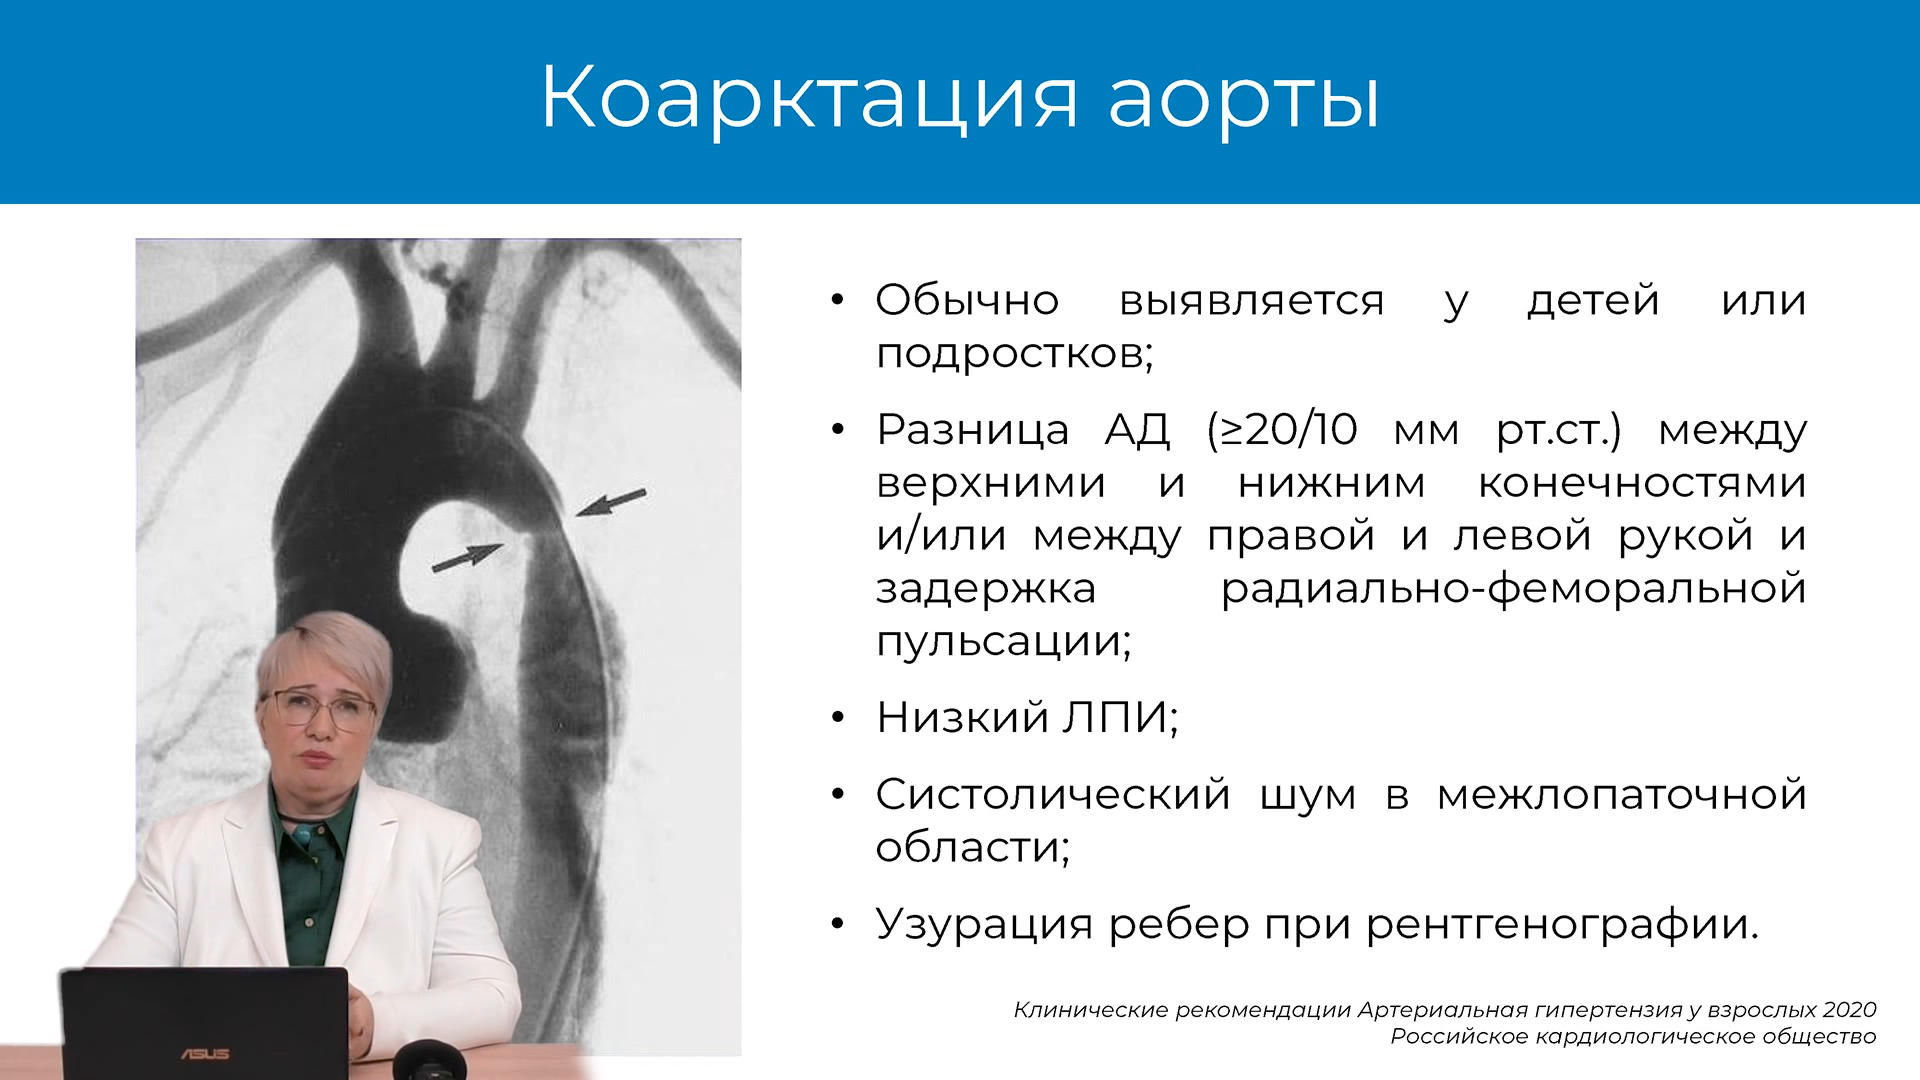 Коарктация аорты
• Обычно выявляется у детей или
подростков;
• Разница АД (≥20/10 мм рт.ст.) между
верхними и нижним конечностями
и/или между правой и левой рукой и
задержка радиально-феморальной
пульсации;
• Низкий ЛПИ;
• Систолический шум в межлопаточной
области;
• Узурация ребер при рентгенографии.
Клинические рекомендации Артериальная гипертензия у взрослых 2020
Российское кардиологическое общество
ASUS